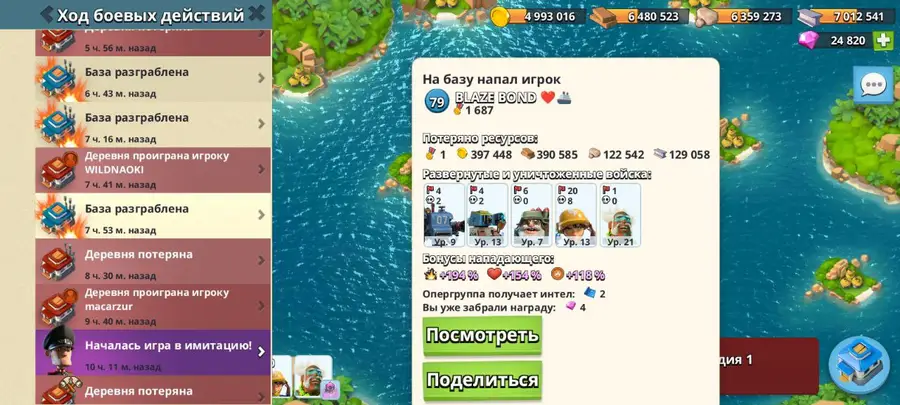 Ход боевых действий
Деревня потеряна
5 ч. 56 м. назад
База разграблена
6 ч. 43 м. назад
База разграблена
7 ч. 16 м. назад
Деревня проиграна игроку
WILDNAOKI
7 ч. 41 м. назад
База разграблена
7 ч. 53 м. назад
Деревня потеряна
8 ч. 30 м. назад
Деревня проиграна игроку
macarzur
9 ч. 40 м. назад
Началась игра в имитацию!
10 ч. 11 м. назад
Деревня потеряна
4 993 016
6 480 523
6 359 273
7 012 541
24 820
На базу напал игрок
79 BLAZE BOND ❤️🚢
1 687
Потеряно ресурсов:
1 397 448 390 585 122 542 129 058
Развернутые и уничтоженные войска:
4 4 6 20 1
2 2 0 8 0
Ур. 9 Ур. 13 Ур. 7 Ур. 13 Ур. 21
Бонусы нападающего:
+194 % +154 % +118 %
Опергруппа получает интел: 2
Вы уже забрали награду: 4
Посмотреть
Поделиться
дия 1